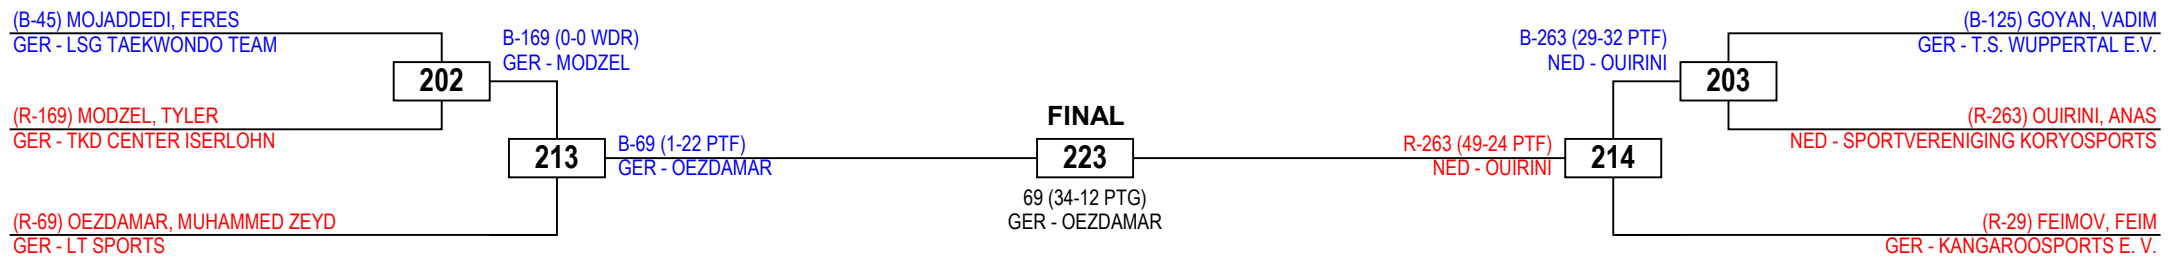 (B-45) MOJADDEDI, FERES
GER - LSG TAEKWONDO TEAM
B-169 (0-0 WDR)
GER - MODZEL
202
(R-169) MODZEL, TYLER
GER - TKD CENTER ISERLOHN
213
B-69 (1-22 PTF)
GER - OEZDAMAR
(R-69) OEZDAMAR, MUHAMMED ZEYD
GER - LT SPORTS
FINAL
223
69 (34-12 PTG)
GER - OEZDAMAR
(B-125) GOYAN, VADIM
GER - T.S. WUPPERTAL E.V.
B-263 (29-32 PTF)
NED - OUIRINI
203
(R-263) OUIRINI, ANAS
NED - SPORTVERENIGING KORYOSPORTS
R-263 (49-24 PTF)
NED - OUIRINI
214
(R-29) FEIMOV, FEIM
GER - KANGAROOSPORTS E. V.